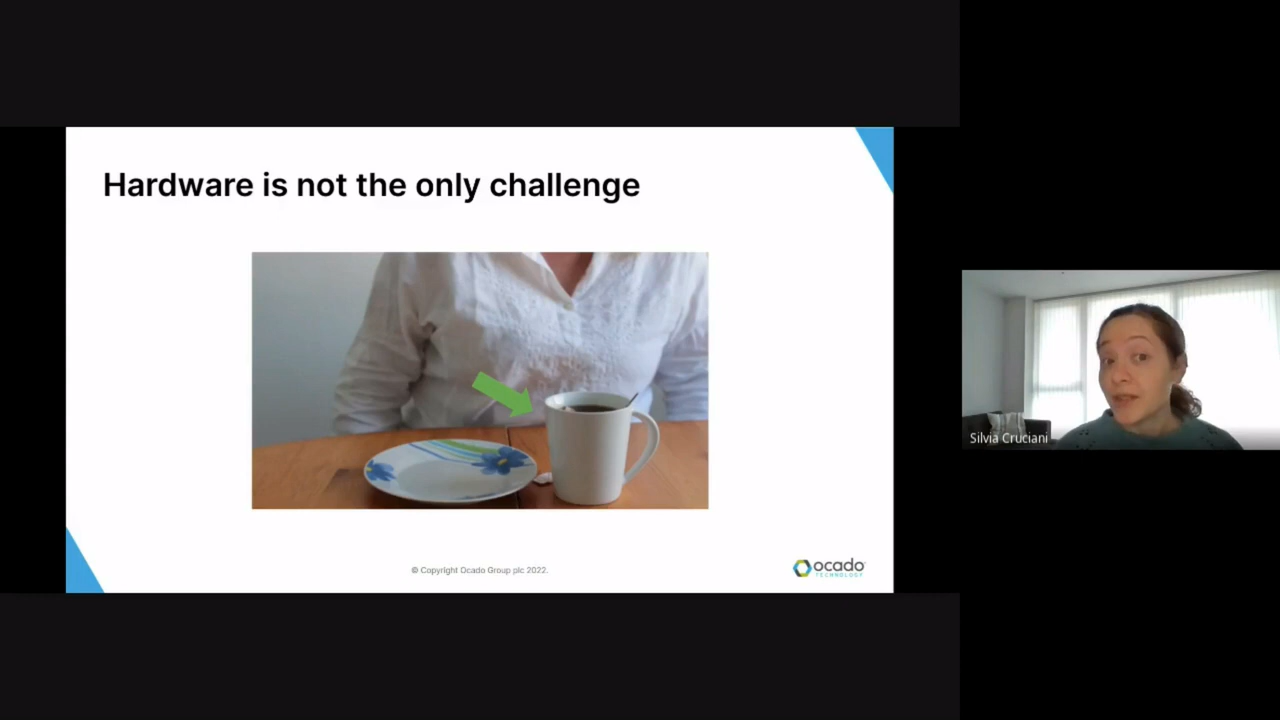 Hardware is not the only challenge
© Copyright Ocado Group plc 2022.
ocado
TECHNOLOGY
Silvia Cruciani